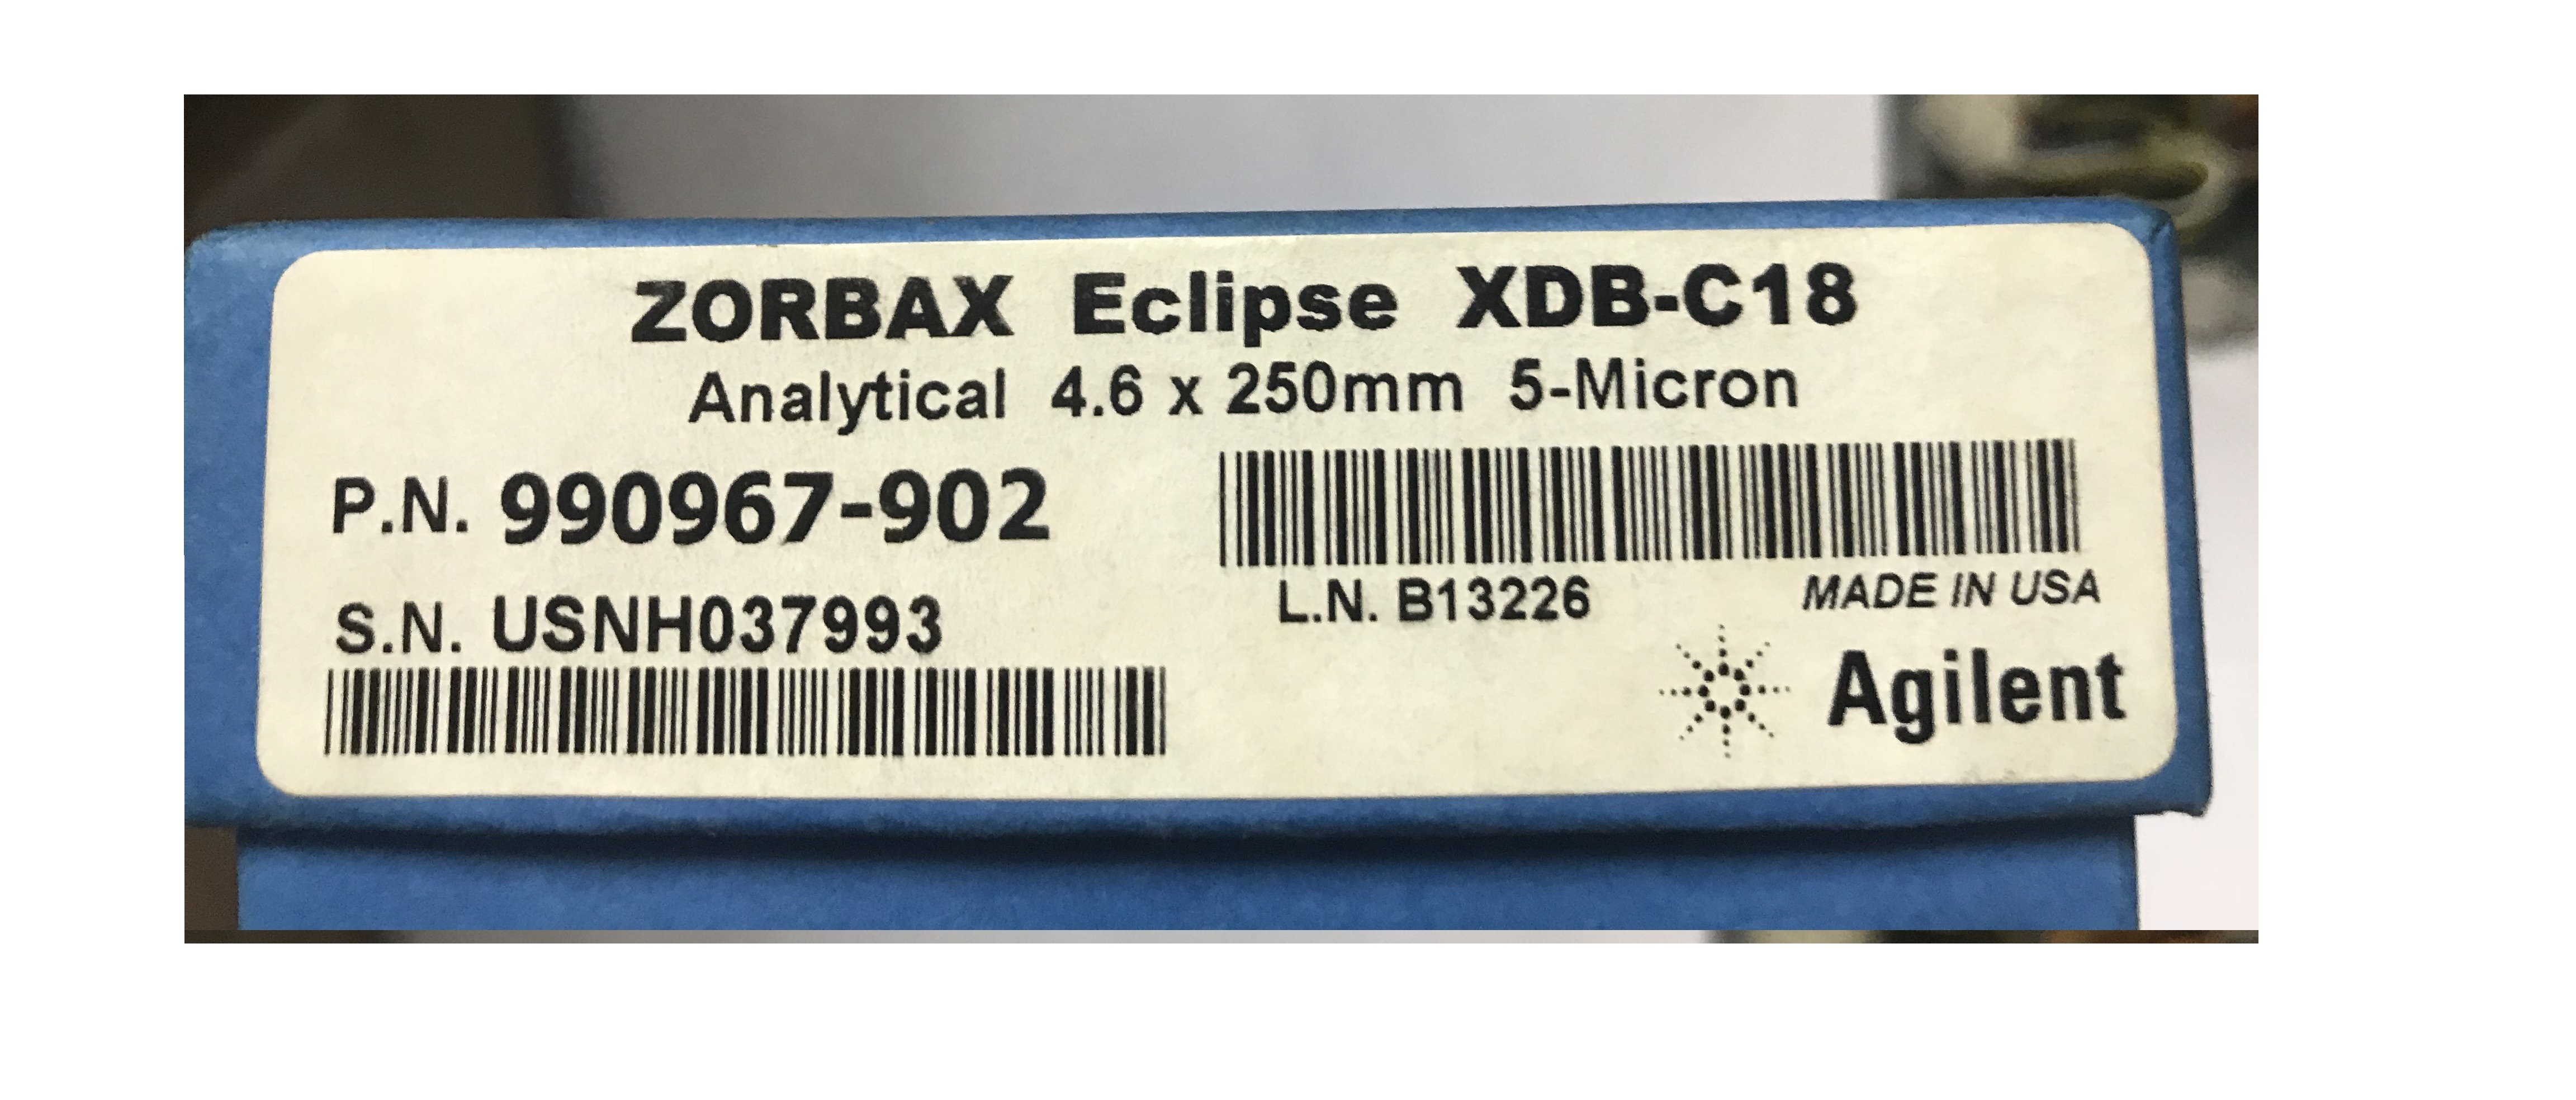 ZORBAX Eclipse XDB-C18
Analytical 4.6 x 250mm 5-Micron
P.N. 990967-902
S.N. USNH037993
L.N. B13226
MADE IN USA
Agilent